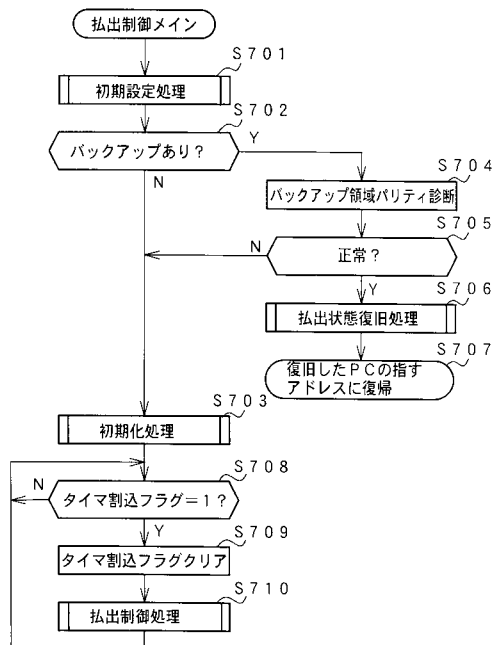 払出制御メイン
S701
初期設定処理
S702
バックアップあり？
Y
N
S704
バックアップ領域パリティ診断
S705
N
正常？
Y
S706
払出状態復旧処理
S707
復旧したPCの指す
アドレスに復帰
S703
初期化処理
S708
N
タイマ割込フラグ＝1？
Y
S709
タイマ割込フラグクリア
S710
払出制御処理